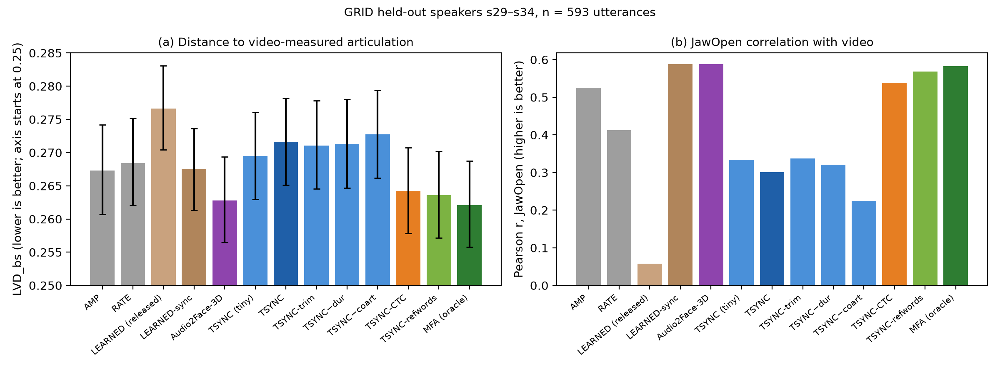 GRID held-out speakers s29–s34, n = 593 utterances
(a) Distance to video-measured articulation
LVD_bs (lower is better; axis starts at 0.25)
0.285
0.280
0.275
0.270
0.265
0.260
0.255
0.250
AMP
RATE
LEARNED (released)
LEARNED-sync
Audio2Face-3D
TSYNC (tiny)
TSYNC
TSYNC-trim
TSYNC−dur
TSYNC−coart
TSYNC-CTC
TSYNC-refwords
MFA (oracle)
(b) JawOpen correlation with video
Pearson r, JawOpen (higher is better)
0.6
0.5
0.4
0.3
0.2
0.1
0.0
AMP
RATE
LEARNED (released)
LEARNED-sync
Audio2Face-3D
TSYNC (tiny)
TSYNC
TSYNC-trim
TSYNC−dur
TSYNC−coart
TSYNC-CTC
TSYNC-refwords
MFA (oracle)